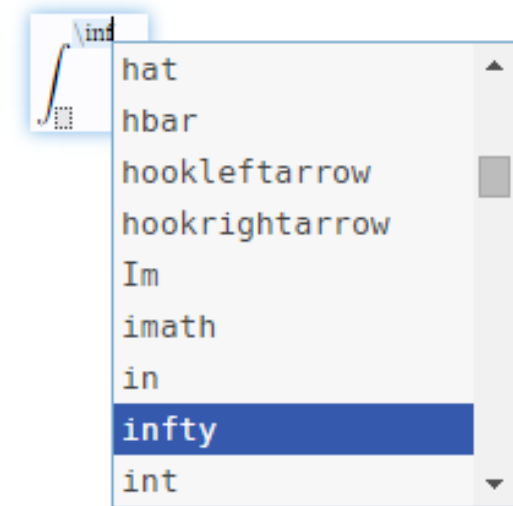 \inf
hat
hbar
hookleftarrow
hookrightarrow
Im
imath
in
infty
int